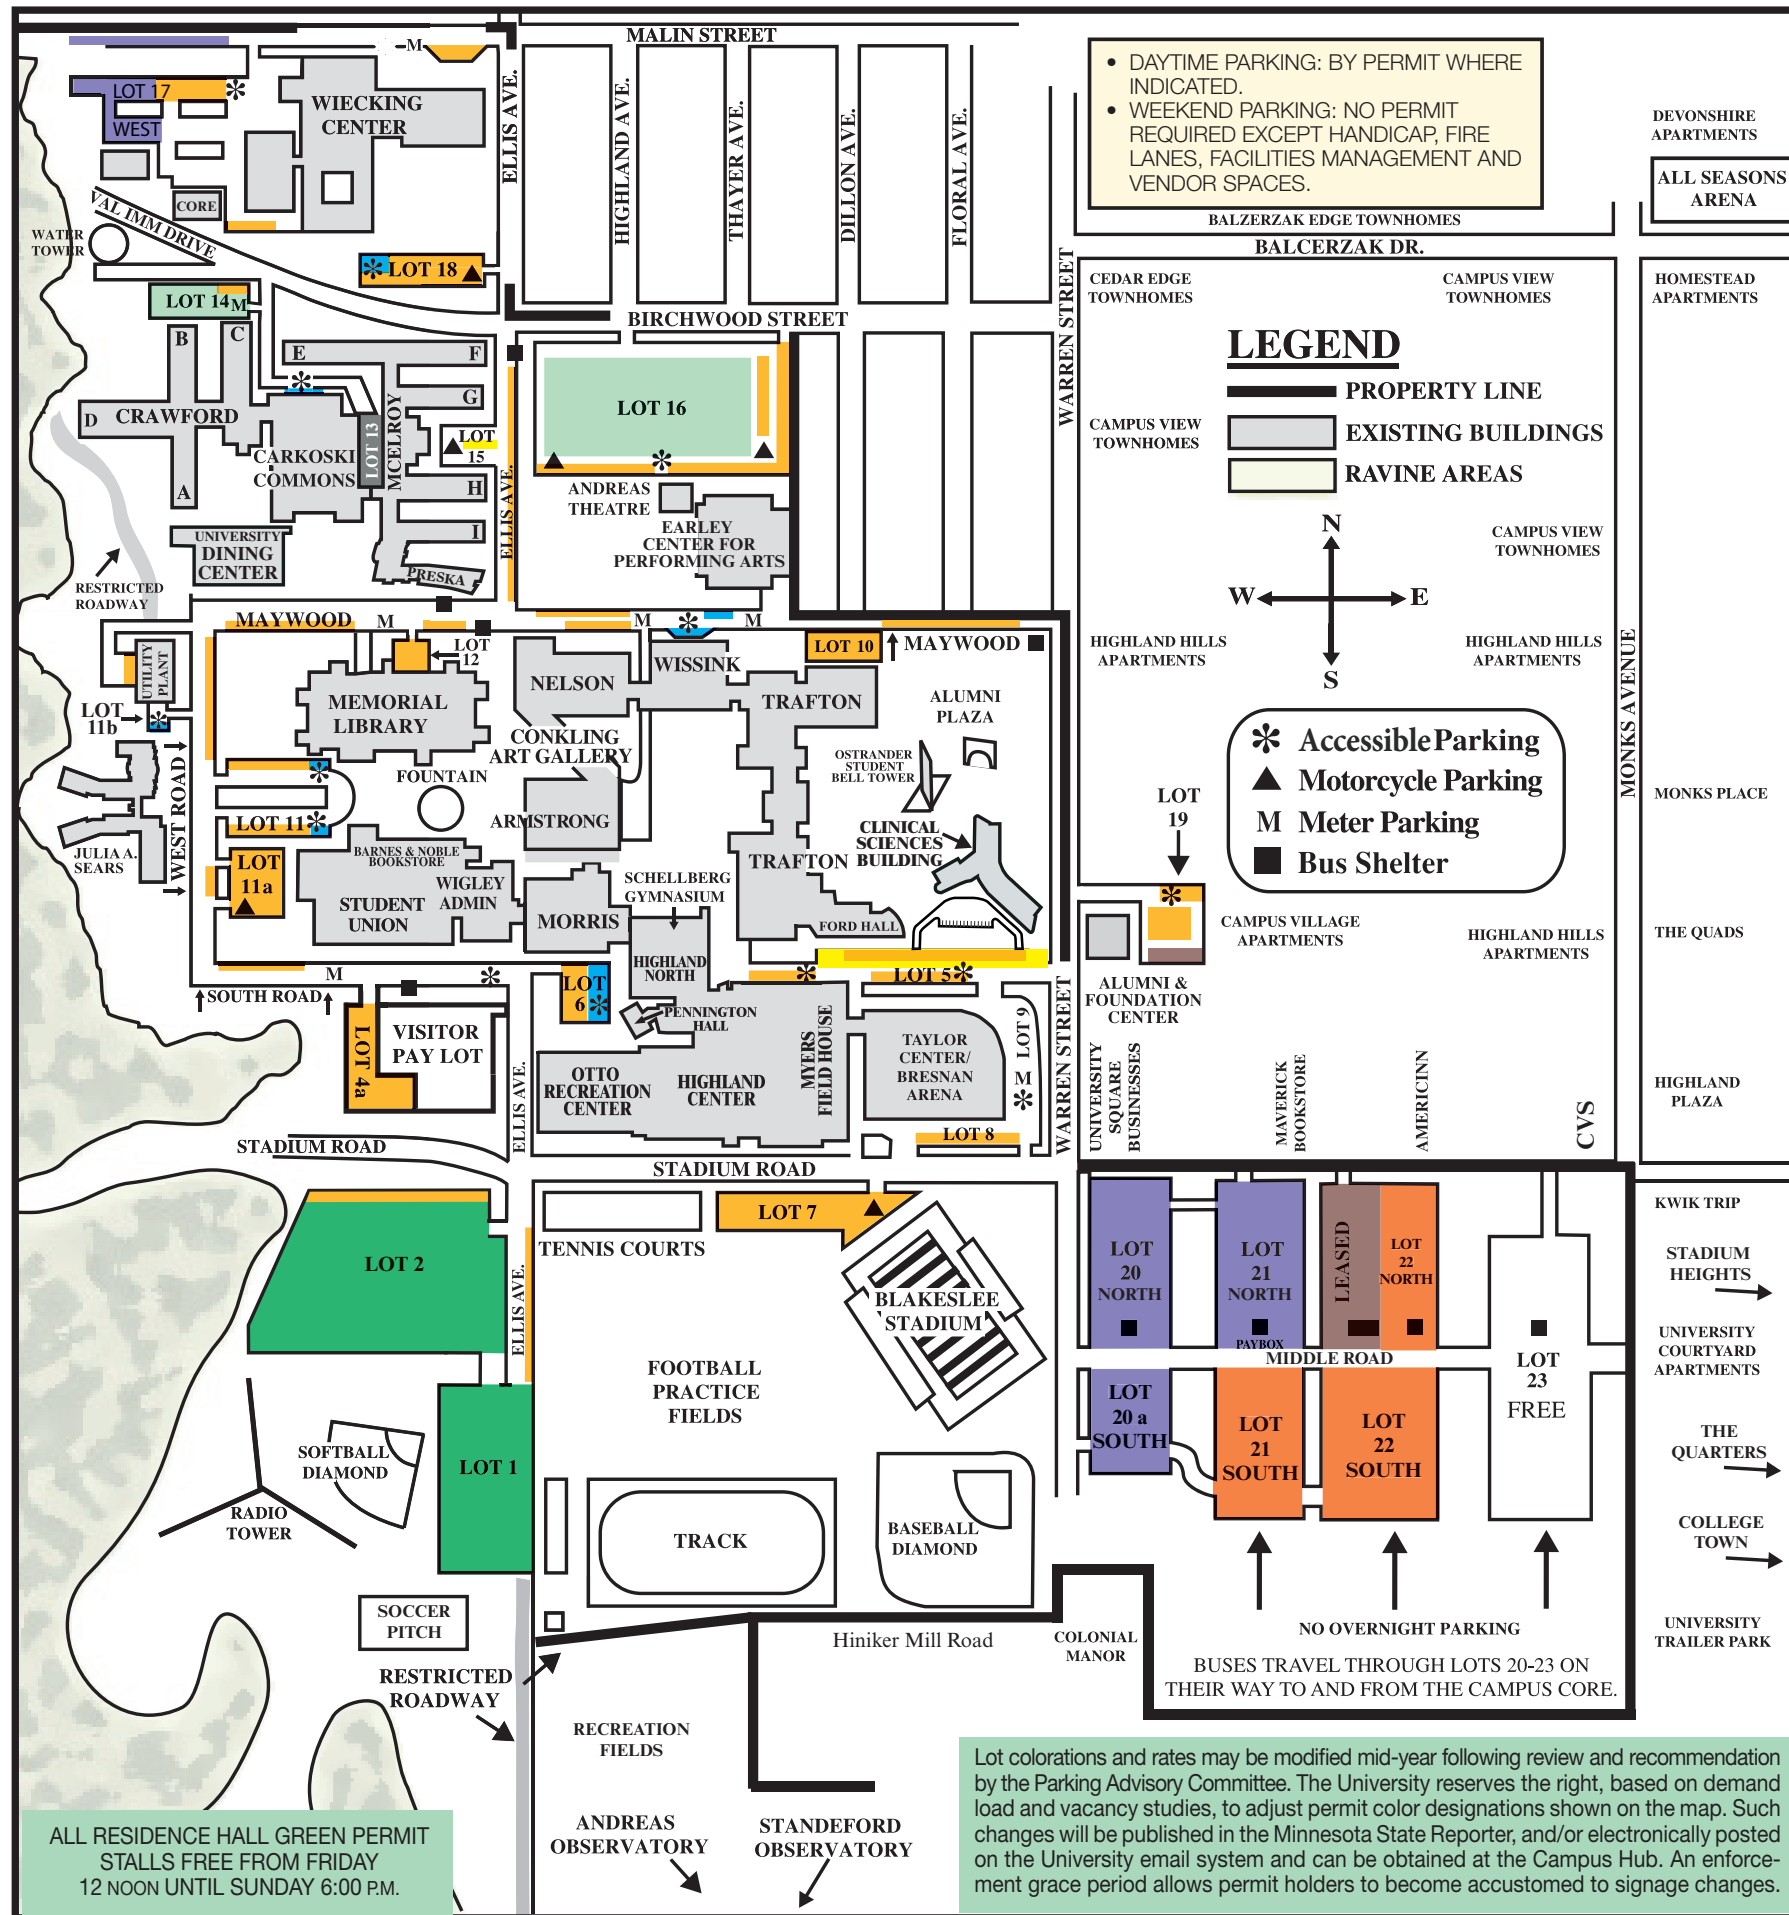 MALIN STREET
M
ELLIS AVE.
HIGHLAND AVE.
THAYER AVE.
DILLON AVE.
FLORAL AVE.
• DAYTIME PARKING: BY PERMIT WHERE
INDICATED.
• WEEKEND PARKING: NO PERMIT
REQUIRED EXCEPT HANDICAP, FIRE
LANES, FACILITIES MANAGEMENT AND
VENDOR SPACES.
BALZERZAK EDGE TOWNHOMES
BALCERZAK DR.
DEVONSHIRE
APARTMENTS
ALL SEASONS
ARENA
LOT 17
WEST
WIECKING
CENTER
CORE
VAL IMM DRIVE
WATER
TOWER
LOT 18
LOT 14
M
BIRCHWOOD STREET
WARREN STREET
CEDAR EDGE
TOWNHOMES
CAMPUS VIEW
TOWNHOMES
HOMESTEAD
APARTMENTS
LEGEND
PROPERTY LINE
EXISTING BUILDINGS
RAVINE AREAS
N
W
E
S
CAMPUS VIEW
TOWNHOMES
CAMPUS VIEW
TOWNHOMES
HIGHLAND HILLS
APARTMENTS
HIGHLAND HILLS
APARTMENTS
MONKS AVENUE
Accessible Parking
Motorcycle Parking
M Meter Parking
Bus Shelter
MONKS PLACE
B
C
E
F
G
D
CRAWFORD
A
CARKOSKI
COMMONS
LOT 13
MCELROY
LOT
15
H
I
PRESKA
UNIVERSITY
DINING
CENTER
RESTRICTED
ROADWAY
LOT 16
ELLIS AVE.
ANDREAS
THEATRE
EARLEY
CENTER FOR
PERMING ARTS
MAYWOOD
M
LOT
12
M
M
LOT 10
MAYWOOD
UTILITY
PLANT
LOT
11b
MEMORIAL
LIBRARY
NELSON
WISSINK
TRAFTON
ALUMNI
PLAZA
CONKLING
ART GALLERY
OSTRANDER
STUDENT
BELL TOWER
FOUNTAIN
WEST ROAD
LOT 11
ARMSTRONG
JULIA A.
SEARS
LOT
11a
BARNES & NOBLE
BOOKSTORE
WIGLEY
ADMIN
STUDENT
UNION
MORRIS
SCHELLBERG
GYMNASIUM
TRAFTON
CLINICAL
SCIENCES
BUILDING
FORD HALL
LOT
19
CAMPUS VILLAGE
APARTMENTS
HIGHLAND HILLS
APARTMENTS
THE QUADS
ALUMNI &
FOUNDATION
CENTER
M
SOUTH ROAD
LOT
6
HIGHLAND
NORTH
PENNINGTON
HALL
LOT 5
LOT 4a
VISITOR
PAY LOT
ELLIS AVE.
OTTO
RECREATION
CENTER
HIGHLAND
CENTER
MYERS
FIELD HOUSE
TAYLOR
CENTER/
BRESNAN
ARENA
LOT 9
M
LOT 8
WARREN STREET
UNIVERSITY
SQUARE
BUSINESSES
MAVERICK
BOOKSTORE
AMERICINN
CVS
HIGHLAND
PLAZA
STADIUM ROAD
STADIUM ROAD
LOT 2
ELLIS AVE.
TENNIS COURTS
LOT 7
BLAKESLEE
STADIUM
LOT
20
NORTH
LOT
21
NORTH
PAYBOX
LEASED
LOT
22
NORTH
MIDDLE ROAD
LOT
23
FREE
LOT
20 a
SOUTH
LOT
21
SOUTH
LOT
22
SOUTH
KWIK TRIP
STADIUM
HEIGHTS
UNIVERSITY
COURTYARD
APARTMENTS
THE
QUARTERS
COLLEGE
TOWN
UNIVERSITY
TRAILER PARK
FOOTBALL
PRACTICE
FIELDS
SOFTBALL
DIAMOND
LOT 1
RADIO
TOWER
TRACK
BASEBALL
DIAMOND
SOCCER
PITCH
RESTRICTED
ROADWAY
Hiniker Mill Road
COLONIAL
MANOR
NO OVERNIGHT PARKING
BUSES TRAVEL THROUGH LOTS 20-23 ON
THEIR WAY TO AND FROM THE CAMPUS CORE.
RECREATION
FIELDS
ANDREAS
OBSERVATORY
STANDEFORD
OBSERVATORY
ALL RESIDENCE HALL GREEN PERMIT
STALLS FREE FROM FRIDAY
12 NOON UNTIL SUNDAY 6:00 P.M.
Lot colorations and rates may be modified mid-year following review and recommendation
by the Parking Advisory Committee. The University reserves the right, based on demand
load and vacancy studies, to adjust permit color designations shown on the map. Such
changes will be published in the Minnesota State Reporter, and/or electronically posted
on the University email system and can be obtained at the Campus Hub. An enforce-
ment grace period allows permit holders to become accustomed to signage changes.